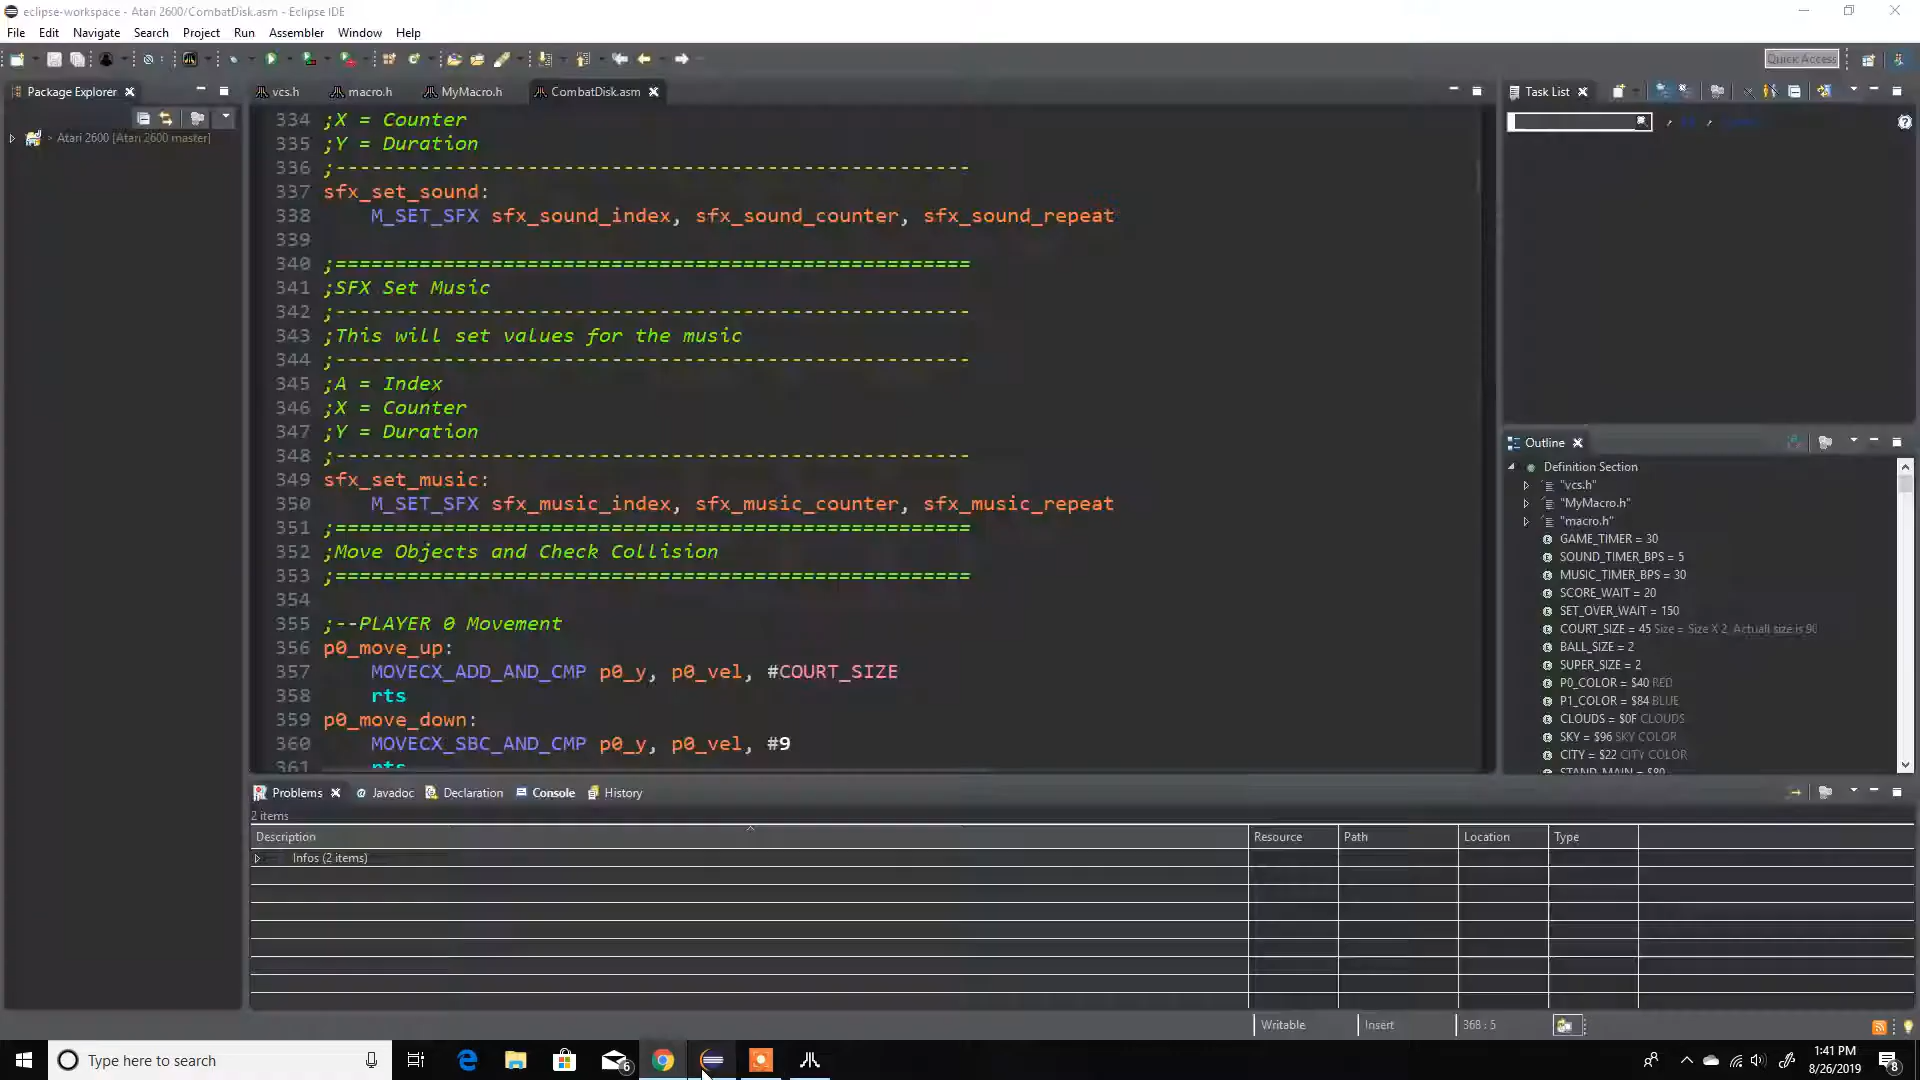 eclipse-workspace - Atari 2600/CombatDisk.asm - Eclipse IDE
File Edit Navigate Search Project Run Assembler Window Help
Quick Access
Package Explorer
vcs.h macro.h MyMacro.h CombatDisk.asm
Task List
> Atari 2600 [Atari 2600 master]
334 ;X = Counter
335 ;Y = Duration
336 ;-----------------------------------------------------
337 sfx_set_sound:
338 M_SET_SFX sfx_sound_index, sfx_sound_counter, sfx_sound_repeat
339
340 ;=====================================================
341 ;SFX Set Music
342 ;-----------------------------------------------------
343 ;This will set values for the music
344 ;-----------------------------------------------------
345 ;A = Index
346 ;X = Counter
347 ;Y = Duration
348 ;-----------------------------------------------------
349 sfx_set_music:
350 M_SET_SFX sfx_music_index, sfx_music_counter, sfx_music_repeat
351 ;=====================================================
352 ;Move Objects and Check Collision
353 ;=====================================================
354
355 ;--PLAYER 0 Movement
356 p0_move_up:
357 MOVECX_ADD_AND_CMP p0_y, p0_vel, #COURT_SIZE
358 rts
359 p0_move_down:
360 MOVECX_SBC_AND_CMP p0_y, p0_vel, #9
361 rts
Outline
Definition Section
"vcs.h"
"MyMacro.h"
"macro.h"
GAME_TIMER = 30
SOUND_TIMER_BPS = 5
MUSIC_TIMER_BPS = 30
SCORE_WAIT = 20
SET_OVER_WAIT = 150
COURT_SIZE = 45 Size = Size X 2, Actuall size is 90
BALL_SIZE = 2
SUPER_SIZE = 2
P0_COLOR = $40 RED
P1_COLOR = $84 BLUE
CLOUDS = $0F CLOUDS
SKY = $96 SKY COLOR
CITY = $22 CITY COLOR
STAND_MAIN = $80
Problems Javadoc Declaration Console History
2 items
Description Resource Path Location Type
Infos (2 items)
Writable Insert 368 : 5
Type here to search
6
1:41 PM
8/26/2019
8